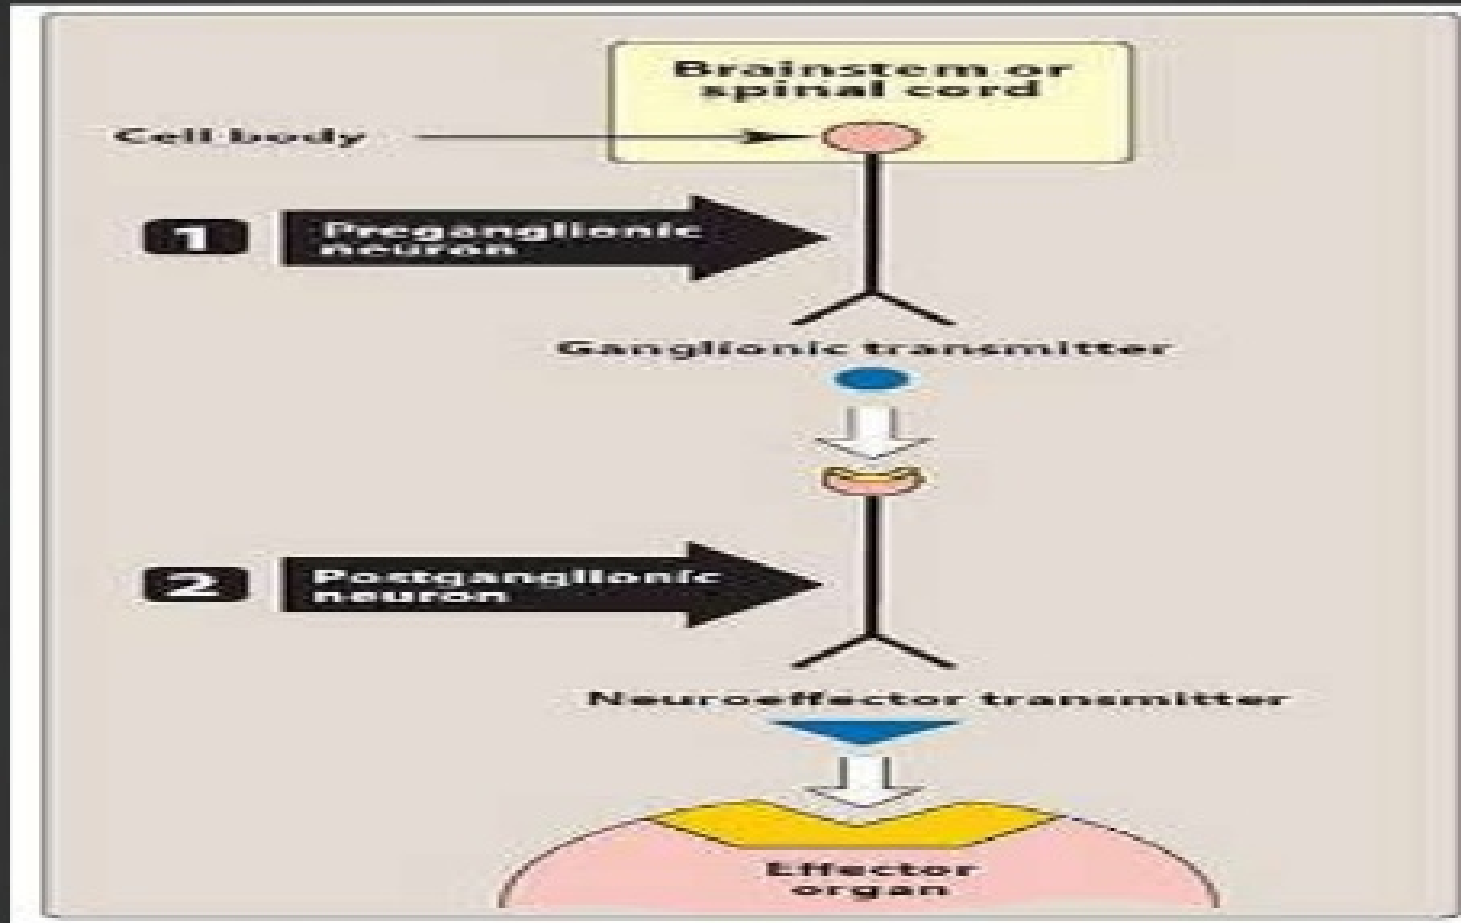 Brainstem or
spinal cord
Cell body
1
Preganglionic
neuron
Ganglionic transmitter
2
Postganglionic
neuron
Neuroeffector transmitter
Effector
organ